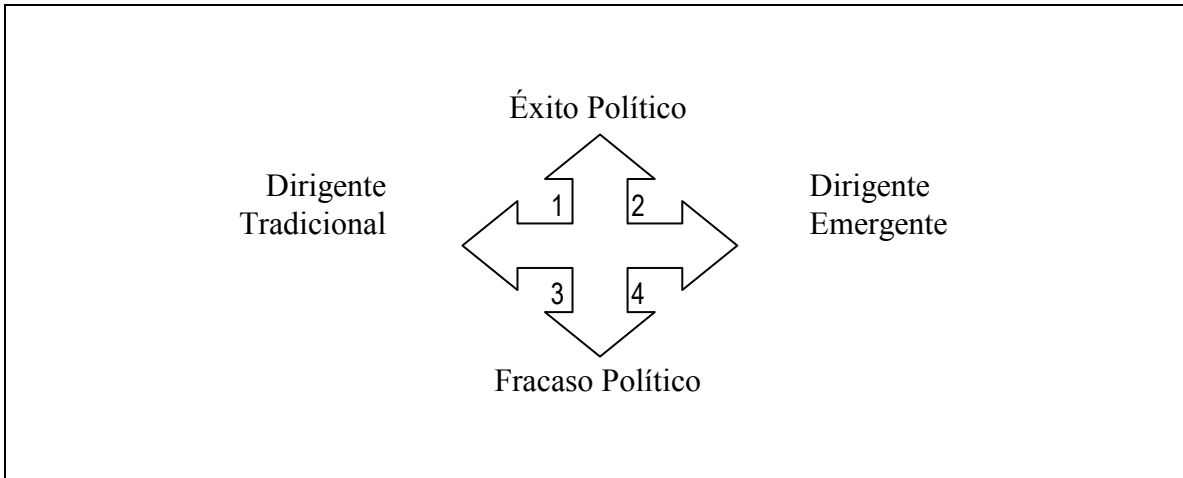 Éxito Político
Dirigente
Tradicional
Dirigente
Emergente
1
2
3
4
Fracaso Político